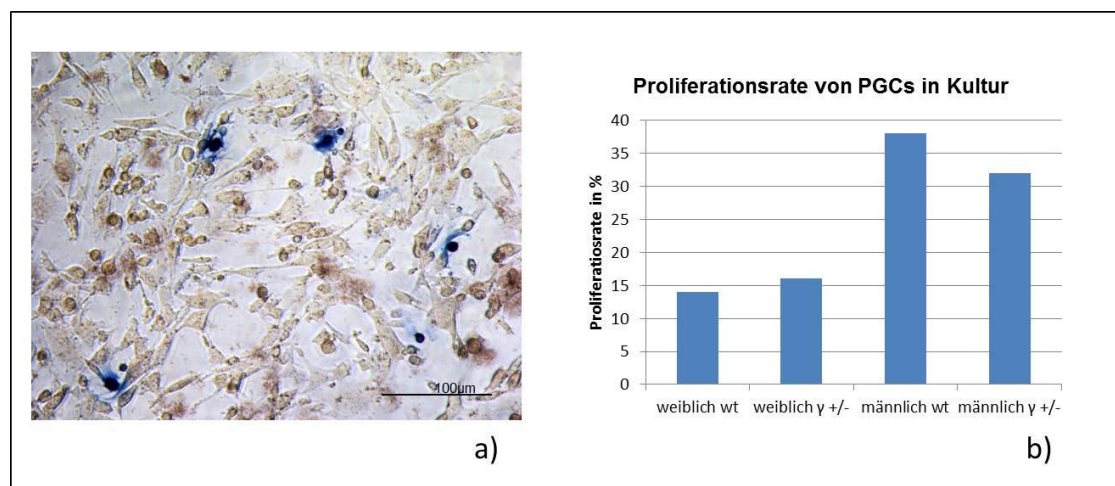 100µm
a)
Proliferationsrate von PGCs in Kultur
Proliferatiosrate in %
40
35
30
25
20
15
10
5
0
weiblich wt weiblich γ +/- männlich wt männlich γ +/-
b)